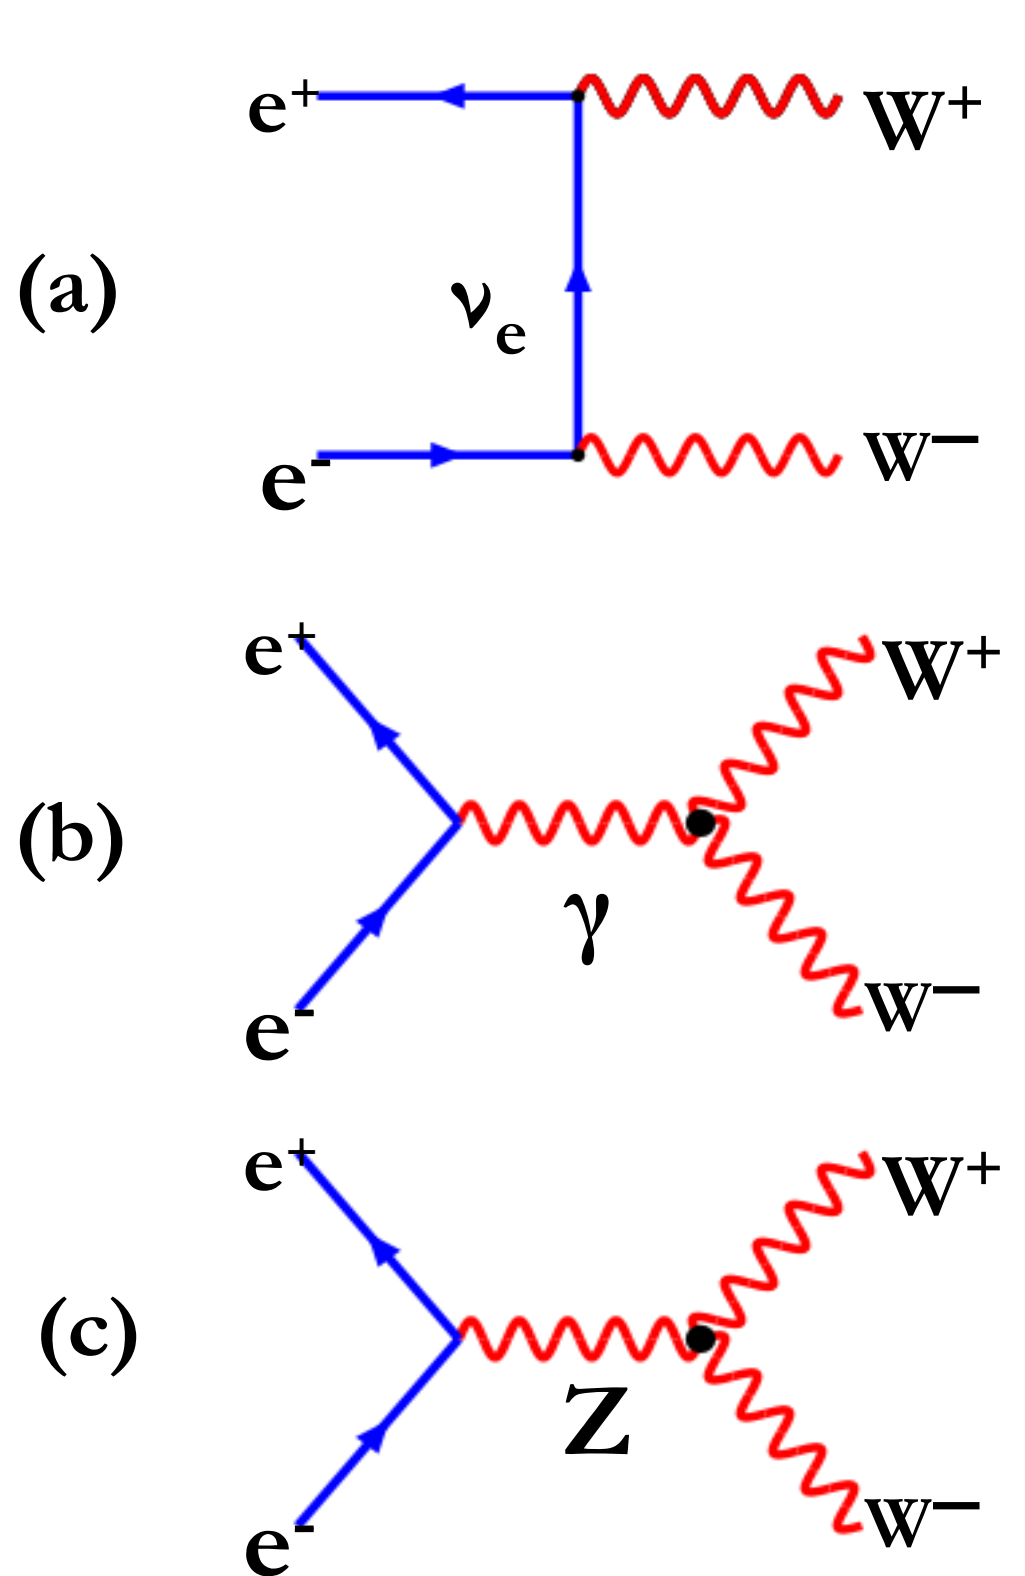 e⁺ W⁺
(a)
νₑ
e⁻ W⁻
e⁺ W⁺
(b)
γ
e⁻ W⁻
e⁺ W⁺
(c)
Z
e⁻ W⁻